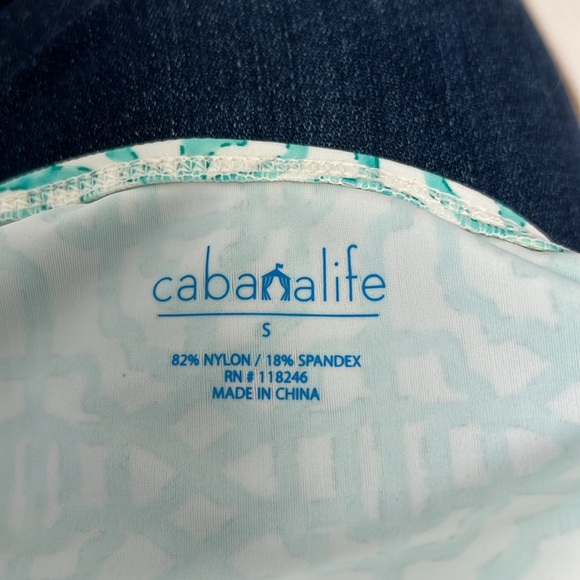 cabanalife
S
82% NYLON / 18% SPANDEX
RN # 118246
MADE IN CHINA